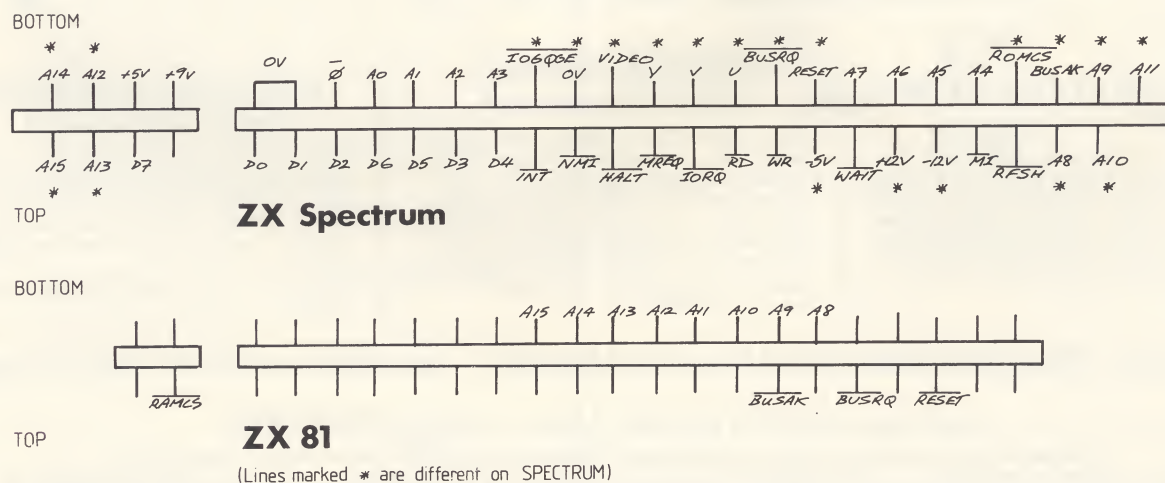 BOTTOM
* * * * * * * * * * * * * *
A14 A12 +5V +9V 0V Ø A0 A1 A2 A3 IOGQGE 0V VIDEO Y V U BUSRQ RESET A7 A6 A5 A4 ROMCS BUSAK A9 A11
A15 A13 D7 D0 D1 D2 D6 D5 D3 D4 INT NMI HALT MREQ IORQ RD WR -5V WAIT +12V -12V M1 RFSH A8 A10
* * * * * * *
TOP
ZX Spectrum
BOTTOM
A15 A14 A13 A12 A11 A10 A9 A8
RAMCS BUSAK BUSRQ RESET
TOP
ZX 81
(Lines marked * are different on SPECTRUM)